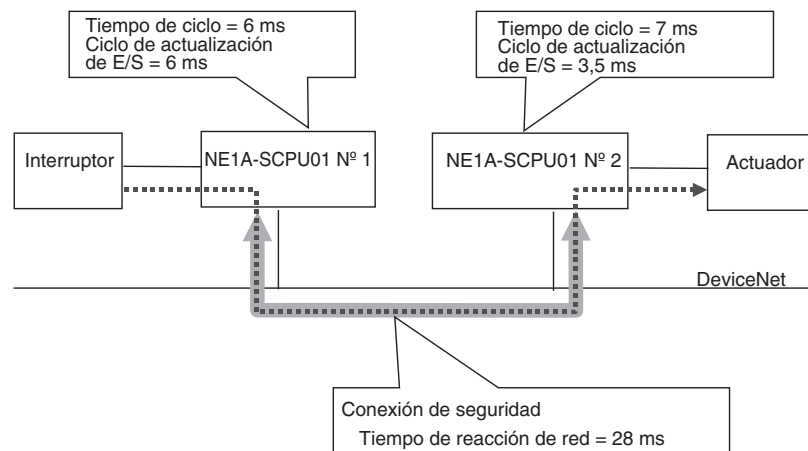 Tiempo de ciclo = 6 ms
Ciclo de actualización
de E/S = 6 ms
Tiempo de ciclo = 7 ms
Ciclo de actualización
de E/S = 3,5 ms
Interruptor
NE1A-SCPU01 Nº 1
NE1A-SCPU01 Nº 2
Actuador
DeviceNet
Conexión de seguridad
Tiempo de reacción de red = 28 ms